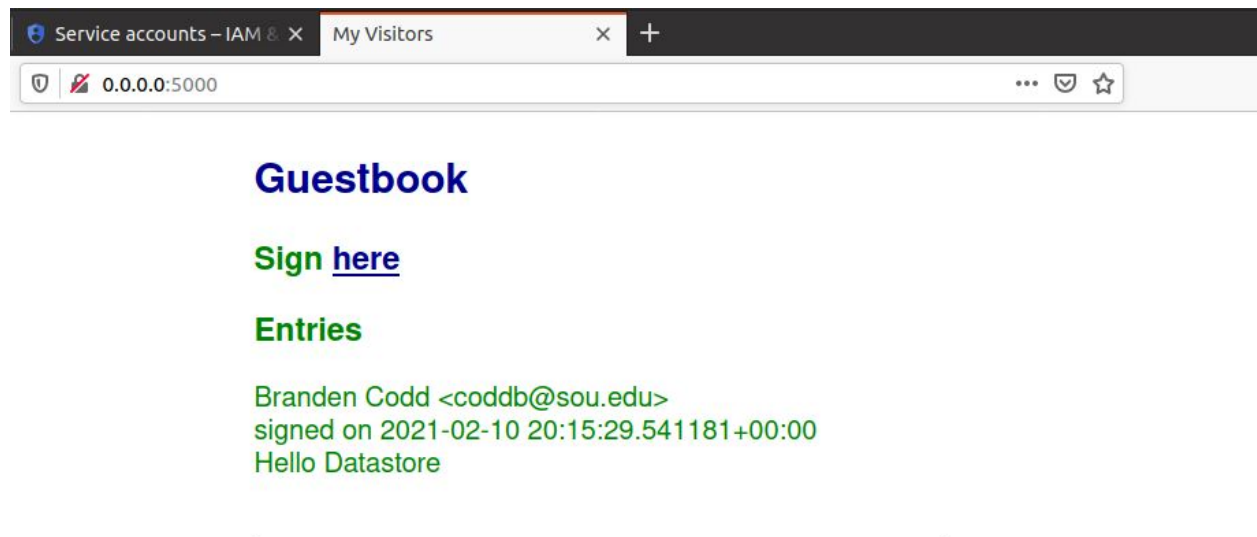 Service accounts – IAM &
My Visitors
0.0.0.0:5000
Guestbook
Sign here
Entries
Branden Codd <coddb@sou.edu>
signed on 2021-02-10 20:15:29.541181+00:00
Hello Datastore